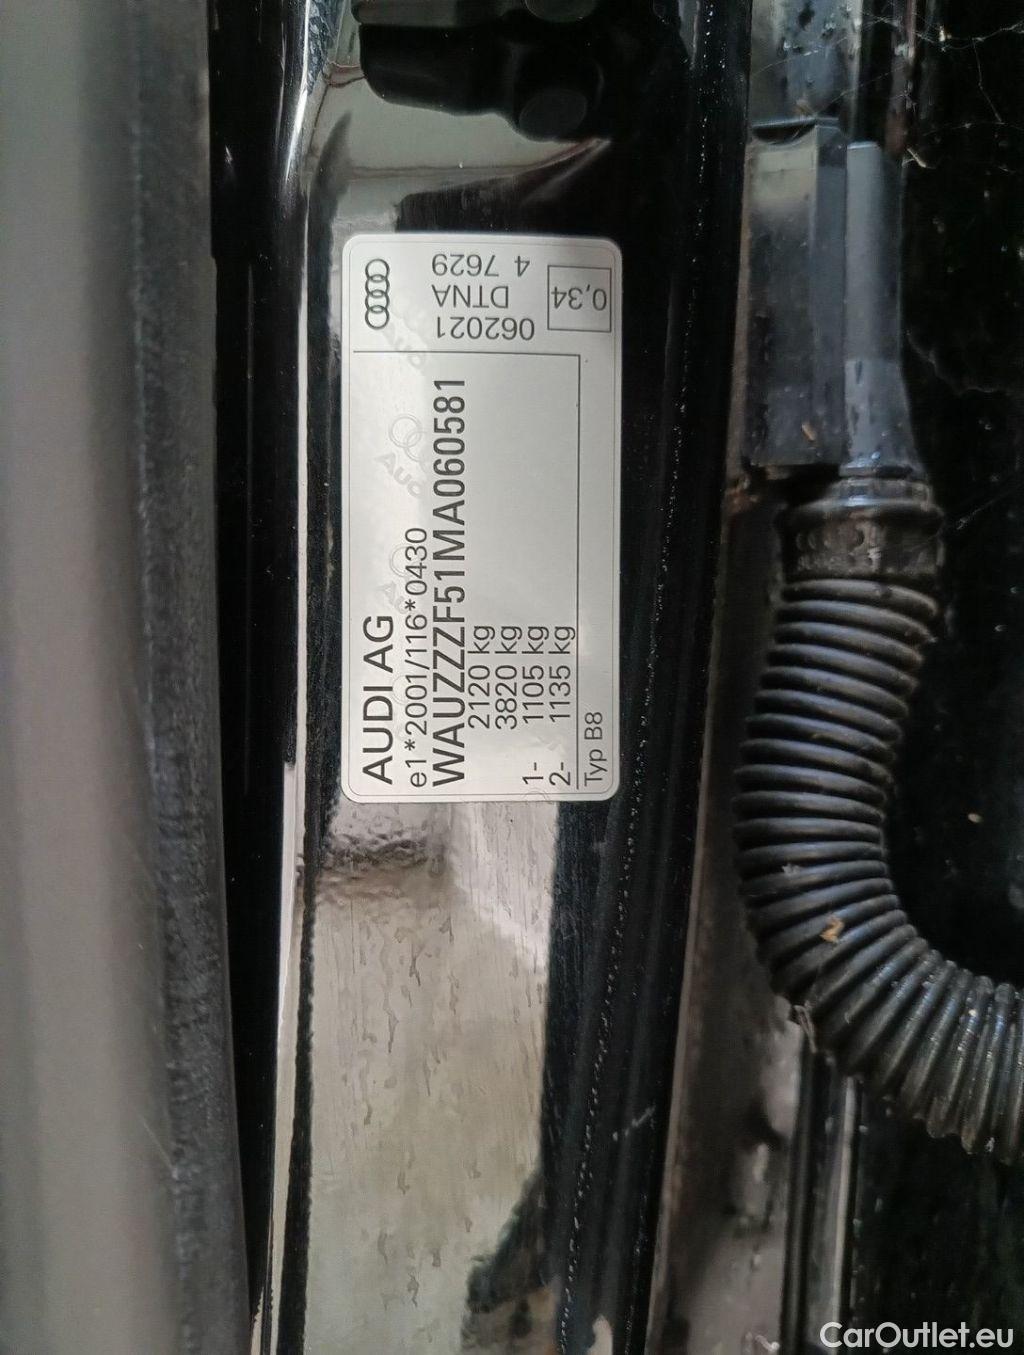 AUDI AG
e1*2001/116*0430
WAUZZZF51MA060581
2120 kg
3820 kg
1- 1105 kg
2- 1135 kg
Typ B8
062021
DTNA
4 7629
0,34
CarOutlet.eu